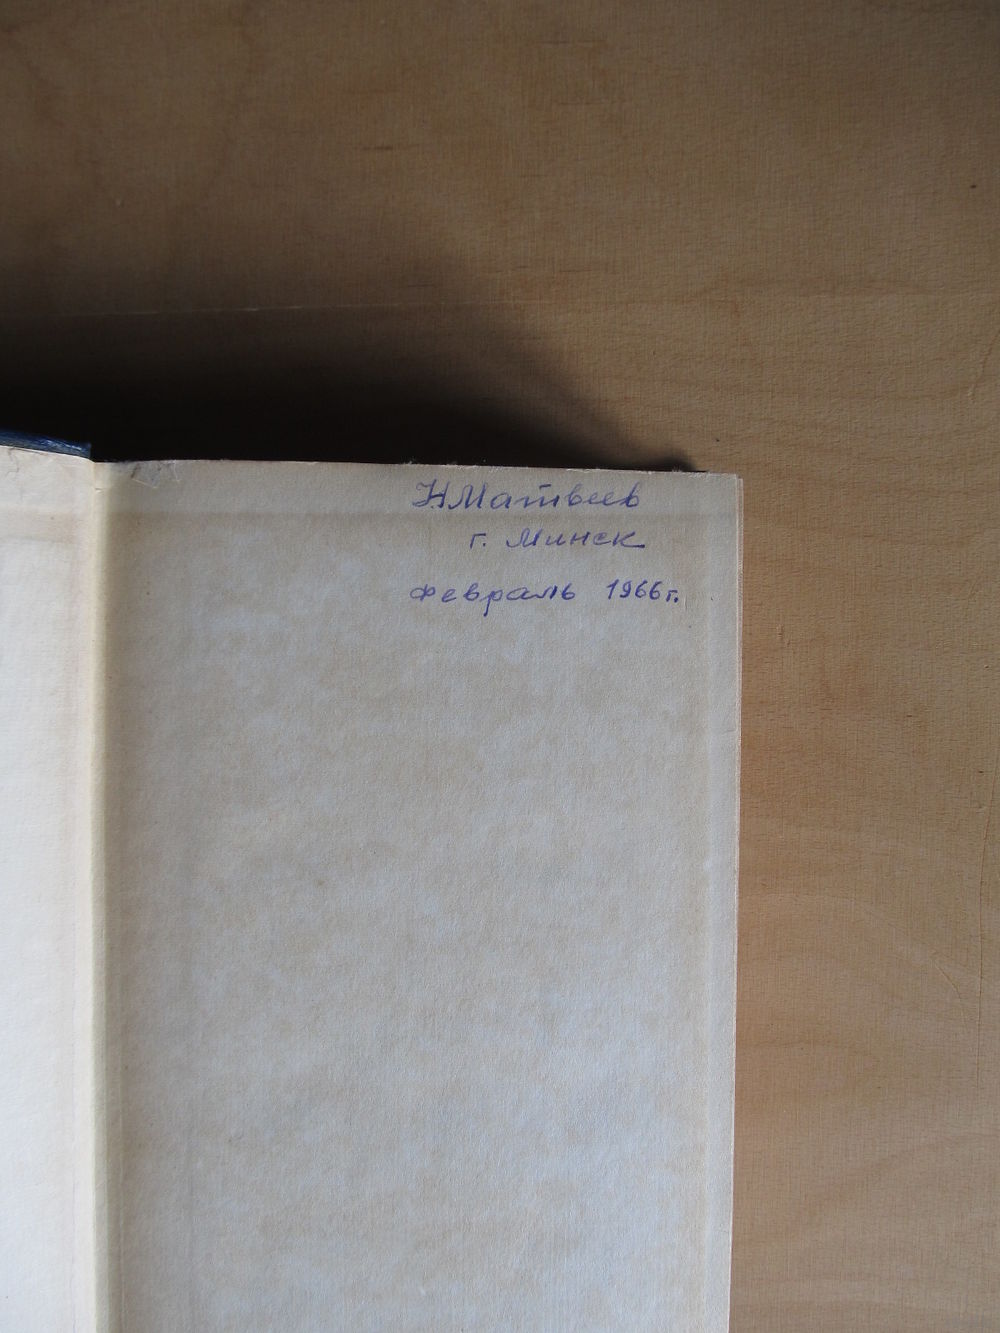 Н.Матвеев
г. Минск
февраль 1966г.